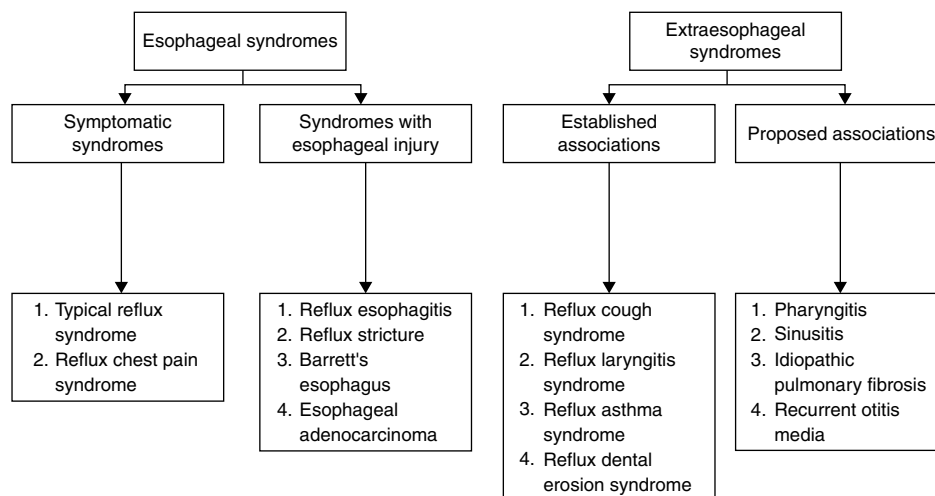 Esophageal syndromes
Extraesophageal
syndromes
Symptomatic
syndromes
Syndromes with
esophageal injury
Established
associations
Proposed associations
1. Typical reflux
syndrome
2. Reflux chest pain
syndrome
1. Reflux esophagitis
2. Reflux stricture
3. Barrett's
esophagus
4. Esophageal
adenocarcinoma
1. Reflux cough
syndrome
2. Reflux laryngitis
syndrome
3. Reflux asthma
syndrome
4. Reflux dental
erosion syndrome
1. Pharyngitis
2. Sinusitis
3. Idiopathic
pulmonary fibrosis
4. Recurrent otitis
media